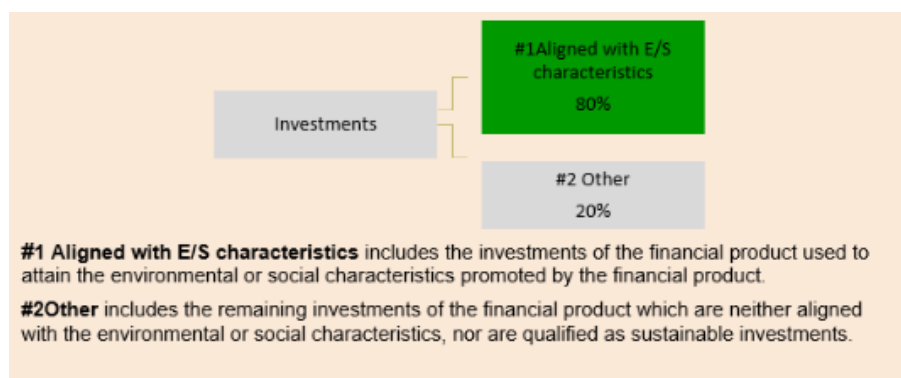 #1Aligned with E/S
characteristics
80%
Investments
#2 Other
20%
#1 Aligned with E/S characteristics includes the investments of the financial product used to
attain the environmental or social characteristics promoted by the financial product.
#2Other includes the remaining investments of the financial product which are neither aligned
with the environmental or social characteristics, nor are qualified as sustainable investments.